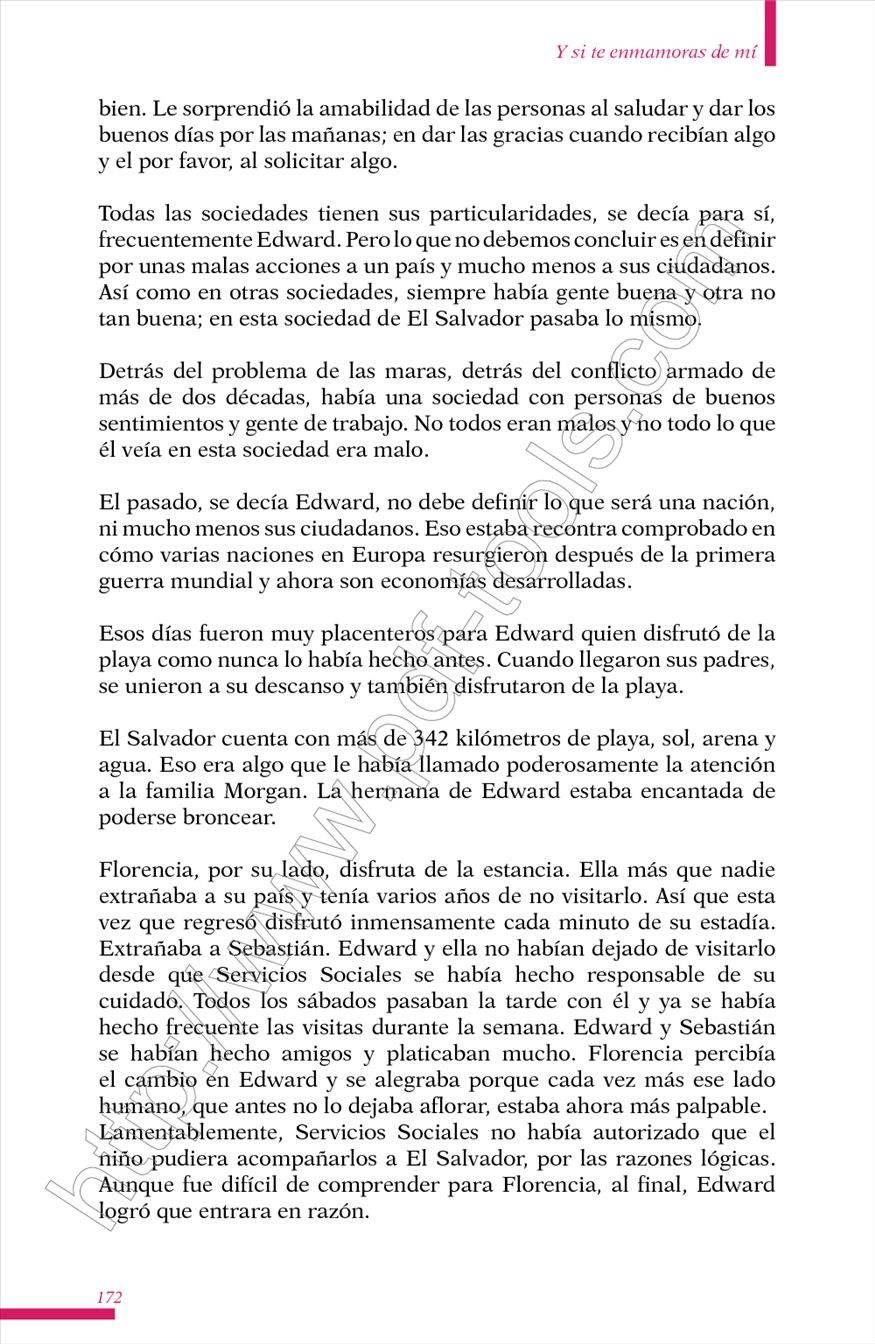 Y si te enmamoras de mí
bien. Le sorprendió la amabilidad de las personas al saludar y dar los
buenos días por las mañanas; en dar las gracias cuando recibían algo
y el por favor, al solicitar algo.
Todas las sociedades tienen sus particularidades, se decía para sí,
frecuentemente Edward. Pero lo que no debemos concluir es en definir
por unas malas acciones a un país y mucho menos a sus ciudadanos.
Así como en otras sociedades, siempre había gente buena y otra no
tan buena; en esta sociedad de El Salvador pasaba lo mismo.
Detrás del problema de las maras, detrás del conflicto armado de
más de dos décadas, había una sociedad con personas de buenos
sentimientos y gente de trabajo. No todos eran malos y no todo lo que
él veía en esta sociedad era malo.
El pasado, se decía Edward, no debe definir lo que será una nación,
ni mucho menos sus ciudadanos. Eso estaba recontra comprobado en
cómo varias naciones en Europa resurgieron después de la primera
guerra mundial y ahora son economías desarrolladas.
Esos días fueron muy placenteros para Edward quien disfrutó de la
playa como nunca lo había hecho antes. Cuando llegaron sus padres,
se unieron a su descanso y también disfrutaron de la playa.
El Salvador cuenta con más de 342 kilómetros de playa, sol, arena y
agua. Eso era algo que le había llamado poderosamente la atención
a la familia Morgan. La hermana de Edward estaba encantada de
poderse broncear.
Florencia, por su lado, disfruta de la estancia. Ella más que nadie
extrañaba a su país y tenía varios años de no visitarlo. Así que esta
vez que regresó disfrutó inmensamente cada minuto de su estadía.
Extrañaba a Sebastián. Edward y ella no habían dejado de visitarlo
desde que Servicios Sociales se había hecho responsable de su
cuidado. Todos los sábados pasaban la tarde con él y ya se había
hecho frecuente las visitas durante la semana. Edward y Sebastián
se habían hecho amigos y platicaban mucho. Florencia percibía
el cambio en Edward y se alegraba porque cada vez más ese lado
humano, que antes no lo dejaba aflorar, estaba ahora más palpable.
Lamentablemente, Servicios Sociales no había autorizado que el
niño pudiera acompañarlos a El Salvador, por las razones lógicas.
Aunque fue difícil de comprender para Florencia, al final, Edward
logró que entrara en razón.
172
http://www.pdf-tools.com